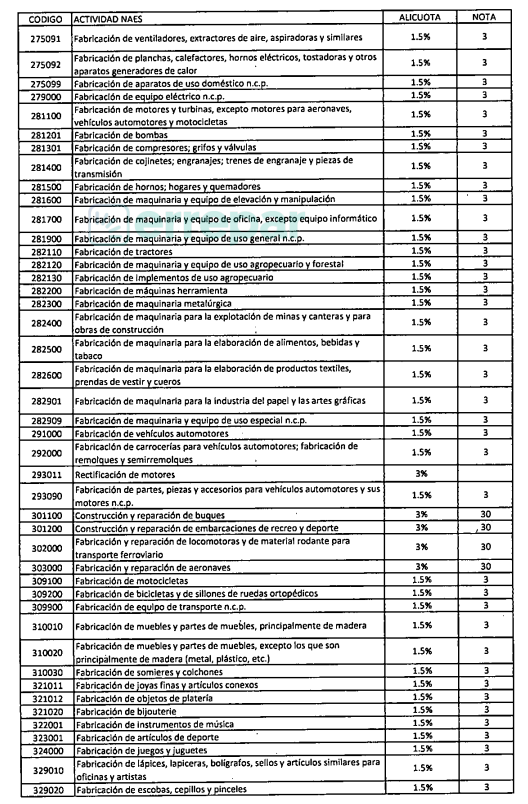 CODIGO ACTIVIDAD NAES ALICUOTA NOTA
275091 Fabricación de ventiladores, extractores de aire, aspiradoras y similares 1.5% 3
275092 Fabricación de planchas, calefactores, hornos eléctricos, tostadoras y otros
aparatos generadores de calor 1.5% 3
275099 Fabricación de aparatos de uso doméstico n.c.p. 1.5% 3
279000 Fabricación de equipo eléctrico n.c.p. 1.5% 3
281100 Fabricación de motores y turbinas, excepto motores para aeronaves,
vehículos automotores y motocicletas 1.5% 3
281201 Fabricación de bombas 1.5% 3
281301 Fabricación de compresores; grifos y válvulas 1.5% 3
281400 Fabricación de cojinetes; engranajes; trenes de engranaje y piezas de
transmisión 1.5% 3
281500 Fabricación de hornos; hogares y quemadores 1.5% 3
281600 Fabricación de maquinaria y equipo de elevación y manipulación 1.5% 3
errepar
281700 Fabricación de maquinaria y equipo de oficina, excepto equipo informático 1.5% 3
281900 Fabricación de maquinaria y equipo de uso general n.c.p. 1.5% 3
282110 Fabricación de tractores 1.5% 3
282120 Fabricación de maquinaria y equipo de uso agropecuario y forestal 1.5% 3
282130 Fabricación de implementos de uso agropecuario 1.5% 3
282200 Fabricación de máquinas herramienta 1.5% 3
282300 Fabricación de maquinaria metalúrgica 1.5% 3
282400 Fabricación de maquinaria para la explotación de minas y canteras y para
obras de construcción 1.5% 3
282500 Fabricación de maquinaria para la elaboración de alimentos, bebidas y
tabaco 1.5% 3
282600 Fabricación de maquinaria para la elaboración de productos textiles,
prendas de vestir y cueros 1.5% 3
282901 Fabricación de maquinaria para la industria del papel y las artes gráficas 1.5% 3
282909 Fabricación de maquinaria y equipo de uso especial n.c.p. 1.5% 3
291000 Fabricación de vehículos automotores 1.5% 3
292000 Fabricación de carrocerías para vehículos automotores; fabricación de
remolques y semirremolques 1.5% 3
293011 Rectificación de motores 3%
293090 Fabricación de partes, piezas y accesorios para vehículos automotores y sus
motores n.c.p. 1.5% 3
301100 Construcción y reparación de buques 3% 30
301200 Construcción y reparación de embarcaciones de recreo y deporte 3% 30
302000 Fabricación y reparación de locomotoras y de material rodante para
transporte ferroviario 3% 30
303000 Fabricación y reparación de aeronaves 3% 30
309100 Fabricación de motocicletas 1.5% 3
309200 Fabricación de bicicletas y de sillones de ruedas ortopédicos 1.5% 3
309900 Fabricación de equipo de transporte n.c.p. 1.5% 3
310010 Fabricación de muebles y partes de muebles, principalmente de madera 1.5% 3
310020 Fabricación de muebles y partes de muebles, excepto los que son
principalmente de madera (metal, plástico, etc.) 1.5% 3
310030 Fabricación de somieres y colchones 1.5% 3
321011 Fabricación de joyas finas y artículos conexos 1.5% 3
321012 Fabricación de objetos de platería 1.5% 3
321020 Fabricación de bijouterie 1.5% 3
322001 Fabricación de instrumentos de música 1.5% 3
323001 Fabricación de artículos de deporte 1.5% 3
324000 Fabricación de juegos y juguetes 1.5% 3
329010 Fabricación de lápices, lapiceras, bolígrafos, sellos y artículos similares para
oficinas y artistas 1.5% 3
329020 Fabricación de escobas, cepillos y pinceles 1.5% 3